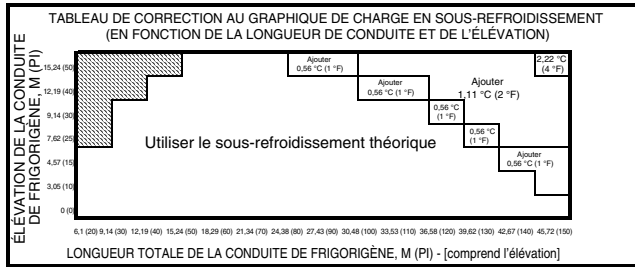 TABLEAU DE CORRECTION AU GRAPHIQUE DE CHARGE EN SOUS-REFROIDISSEMENT
(EN FONCTION DE LA LONGUEUR DE CONDUITE ET DE L'ÉLÉVATION)
ÉLÉVATION DE LA CONDUITE
DE FRIGORIGÈNE, M (PI)
15,24 (50)
12,19 (40)
9,14 (30)
7,62 (25)
4,57 (15)
3,05 (10)
0 (0)
Ajouter
0,56 °C (1 °F)
Ajouter
0,56 °C (1 °F)
Ajouter
1,11 °C (2 °F)
2,22 °C
(4 °F)
0,56 °C
(1 °F)
0,56 °C
(1 °F)
Ajouter
0,56 °C (1 °F)
Utiliser le sous-refroidissement théorique
6,1 (20) 9,14 (30) 12,19 (40) 15,24 (50) 18,29 (60) 21,34 (70) 24,38 (80) 27,43 (90) 30,48 (100) 33,53 (110) 36,58 (120) 39,62 (130) 42,67 (140) 45,72 (150)
LONGUEUR TOTALE DE LA CONDUITE DE FRIGORIGÈNE, M (PI) - [comprend l'élévation]